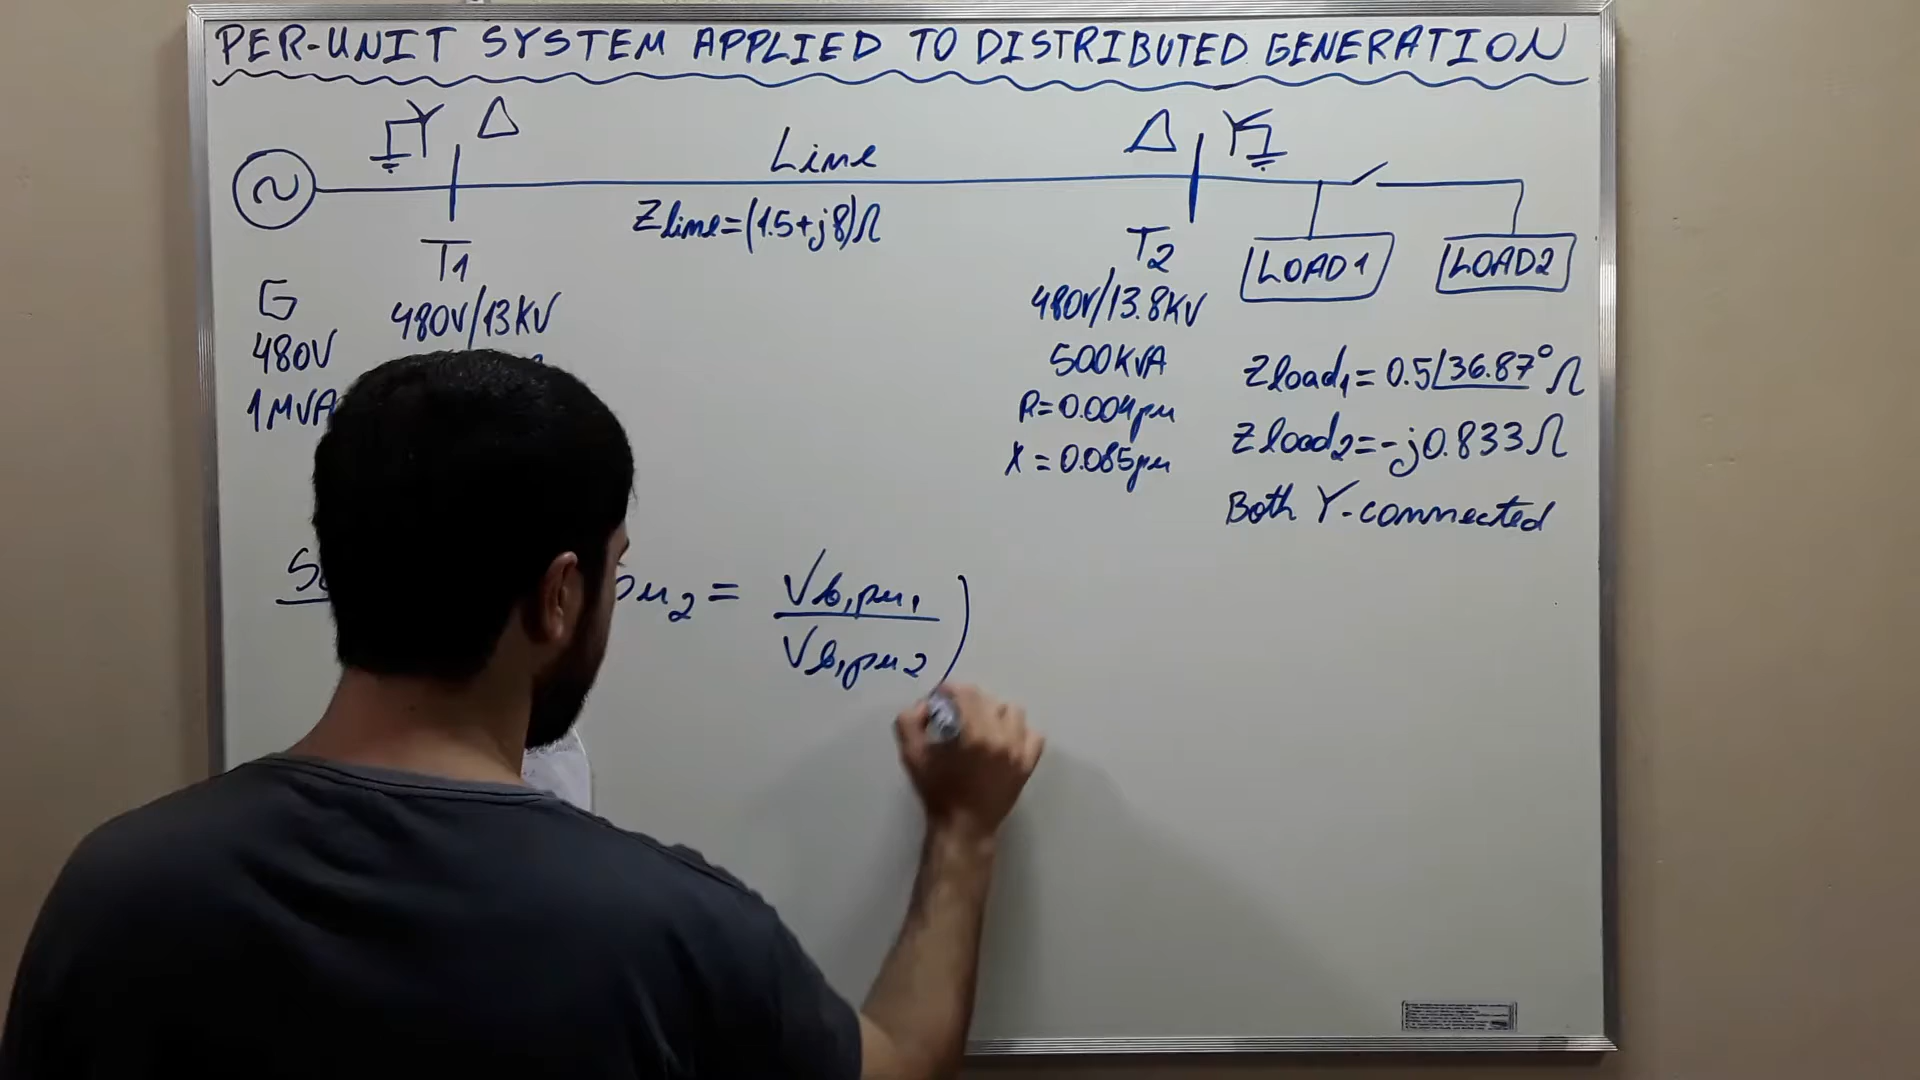 PER-UNIT SYSTEM APPLIED TO DISTRIBUTED GENERATION
Y Δ
Line
Δ Y
Zline=(1.5+j8)Ω
T1
T2
LOAD1
LOAD2
G
480V
1MVA
480V/13KV
480V/13.8KV
500KVA
R=0.004pu
X=0.085pu
Zload1=0.5∠36.87°Ω
Zload2=-j0.833Ω
Both Y-connected
pu2 = Vb,pu1
Vb,pu2 )